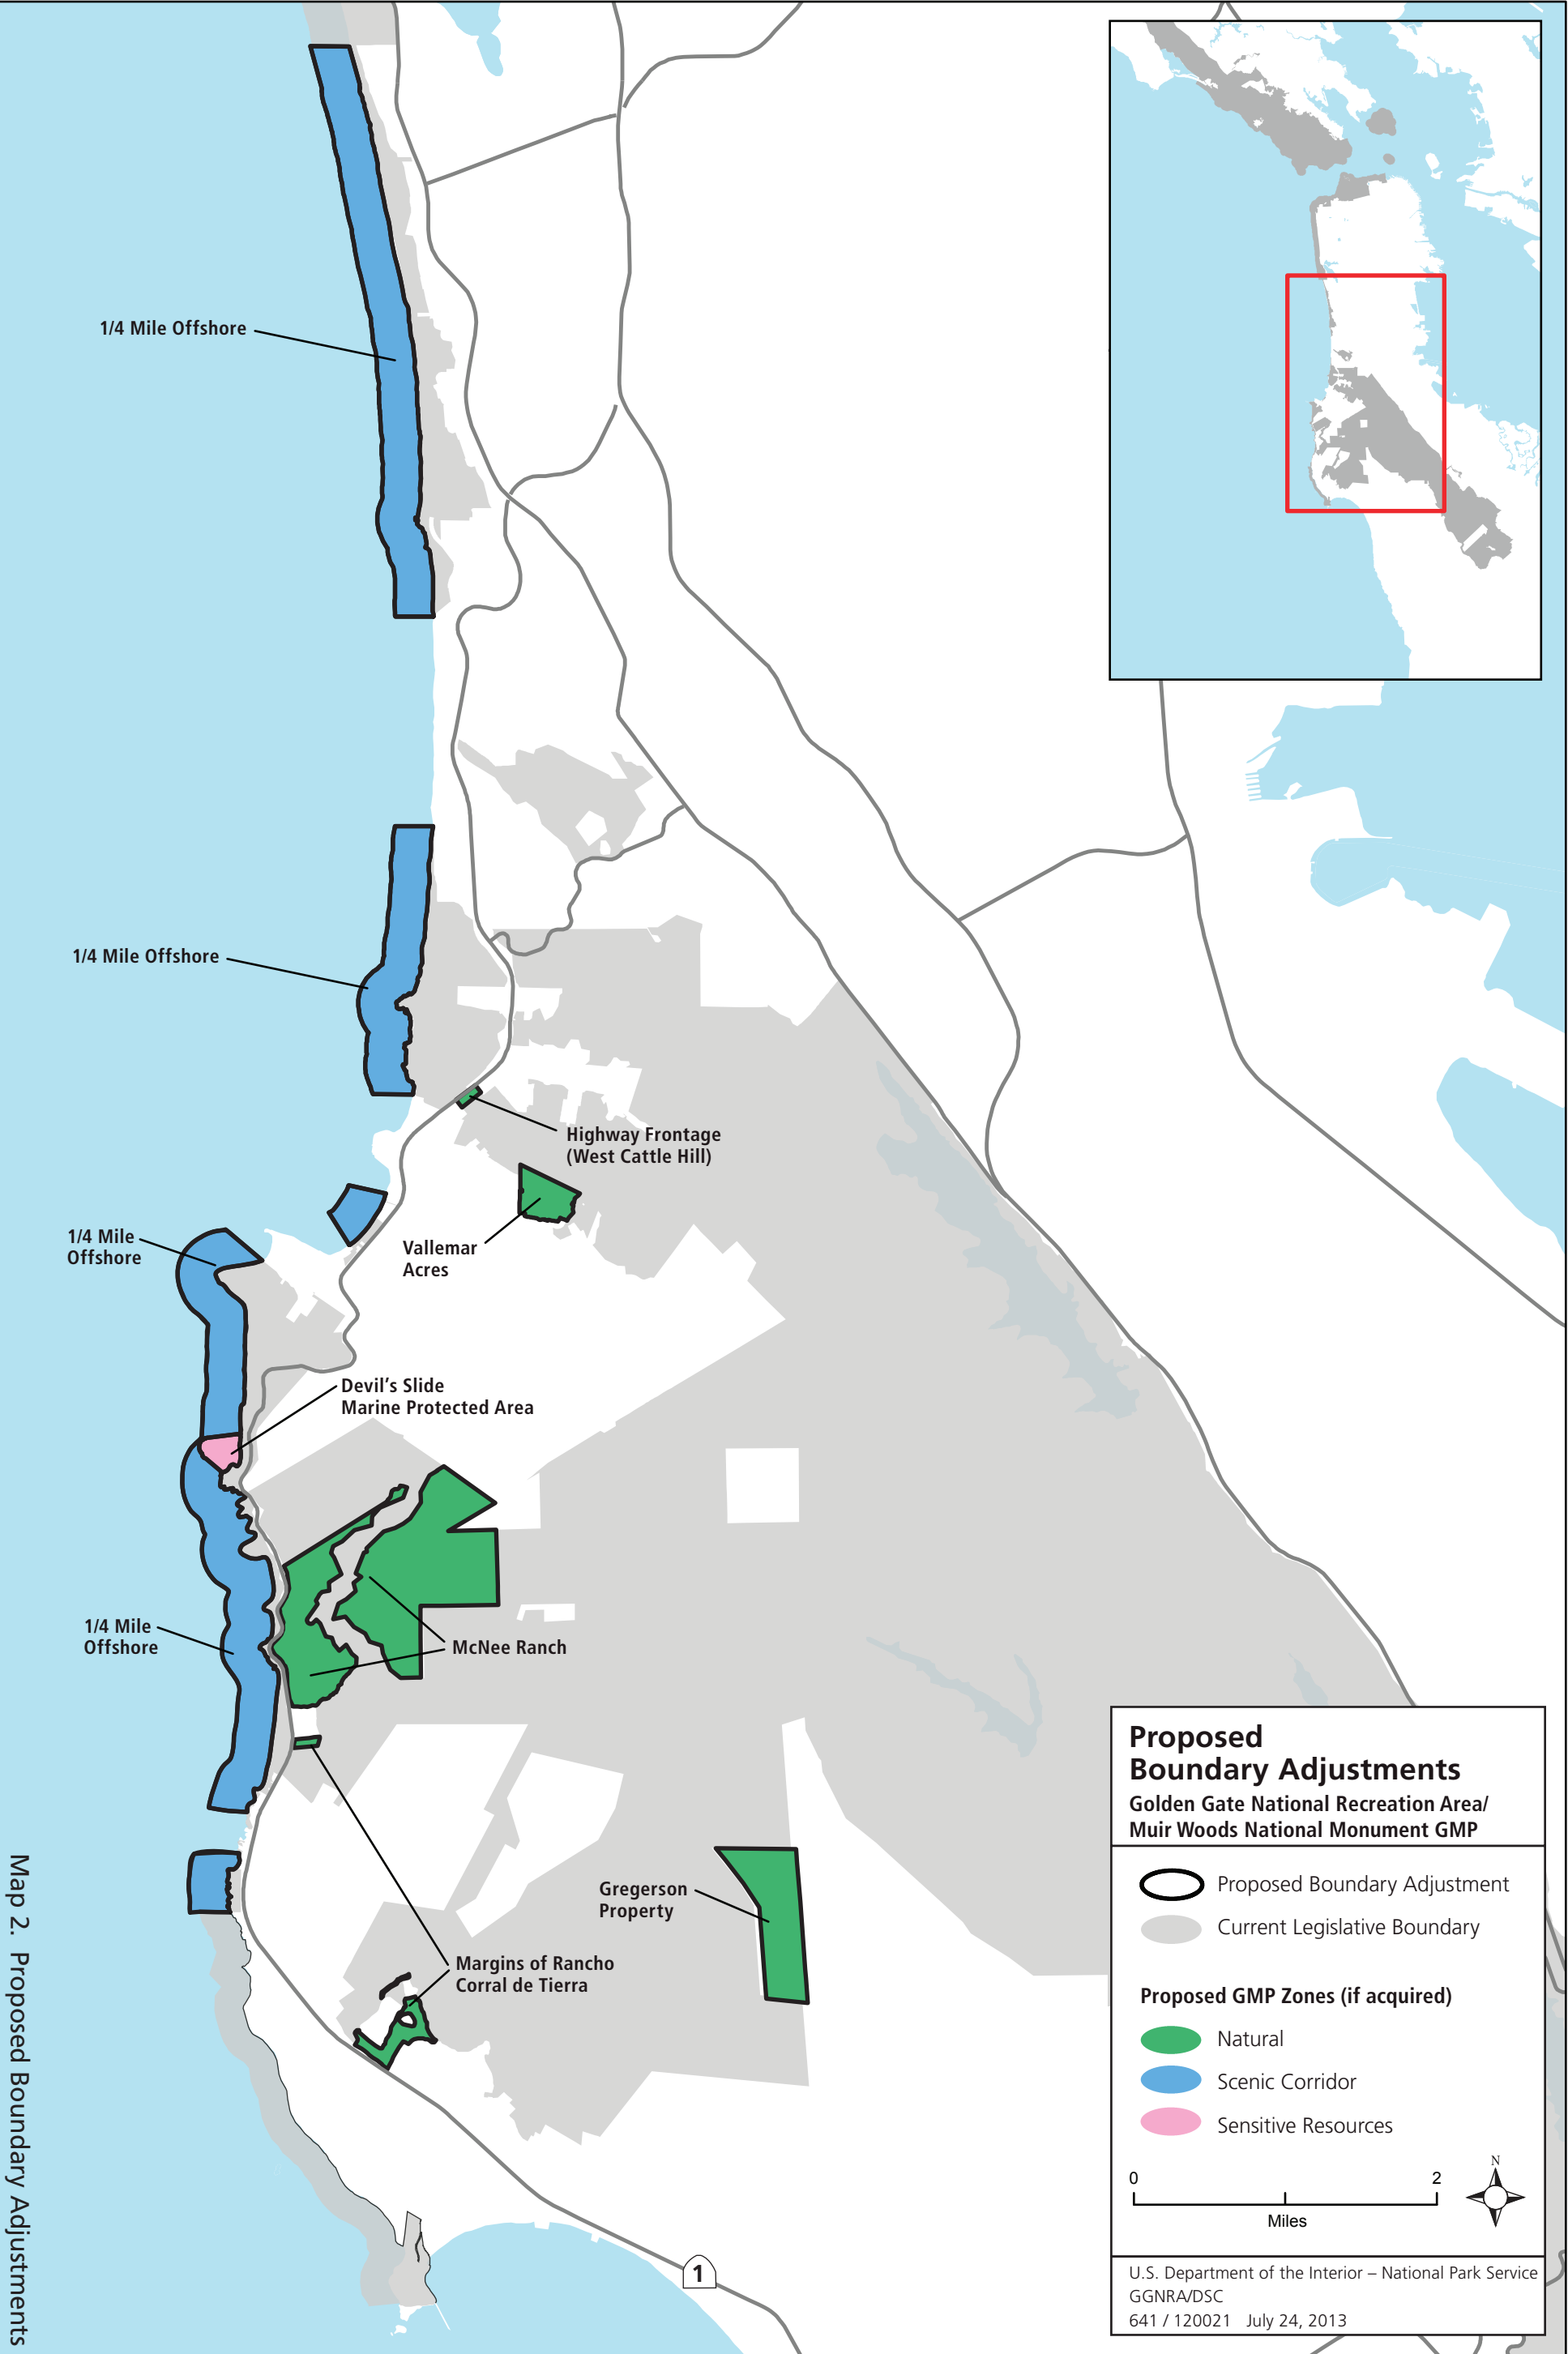 1/4 Mile Offshore
1/4 Mile Offshore
Highway Frontage
(West Cattle Hill)
Vallemar
Acres
1/4 Mile
Offshore
Devil's Slide
Marine Protected Area
1/4 Mile
Offshore
McNee Ranch
Gregerson
Property
Margins of Rancho
Corral de Tierra
1
Proposed
Boundary Adjustments
Golden Gate National Recreation Area/
Muir Woods National Monument GMP
Proposed Boundary Adjustment
Current Legislative Boundary
Proposed GMP Zones (if acquired)
Natural
Scenic Corridor
Sensitive Resources
0 2
Miles
N
U.S. Department of the Interior – National Park Service
GGNRA/DSC
641 / 120021 July 24, 2013
Map 2. Proposed Boundary Adjustments